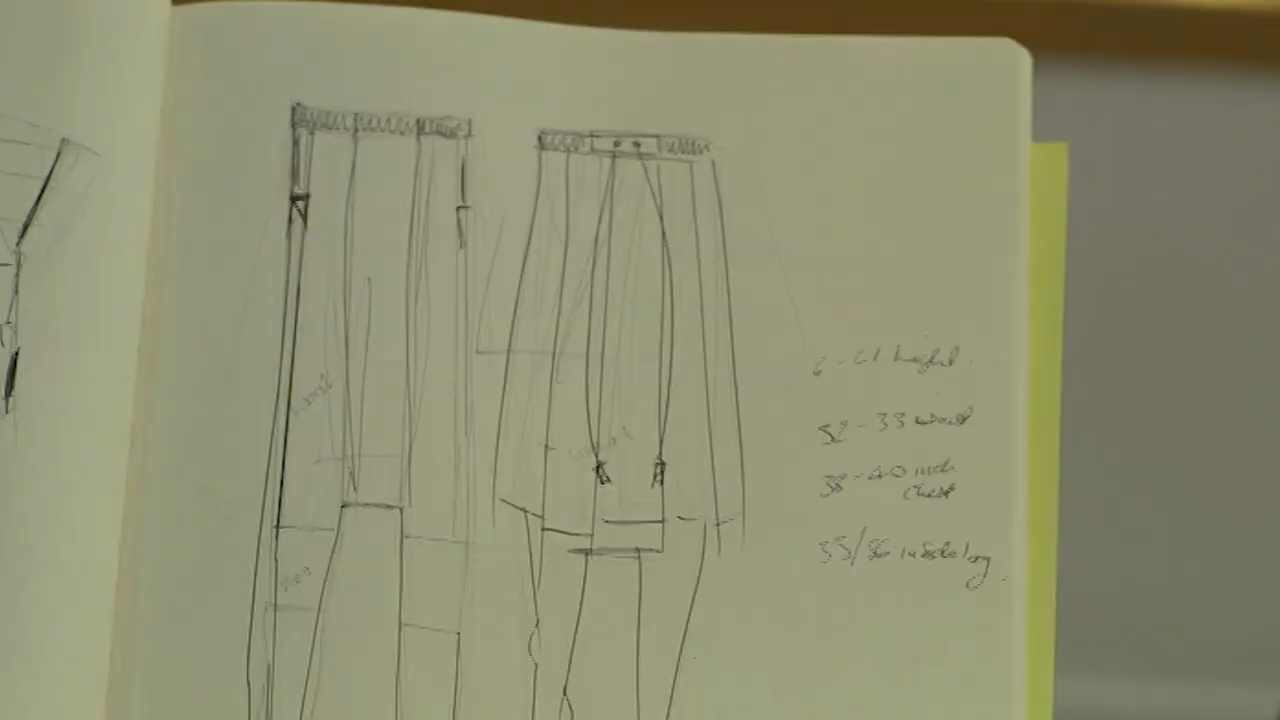 6 - 61 height
32 - 33 waist
38 - 40 inch
chest
35/36 inside leg